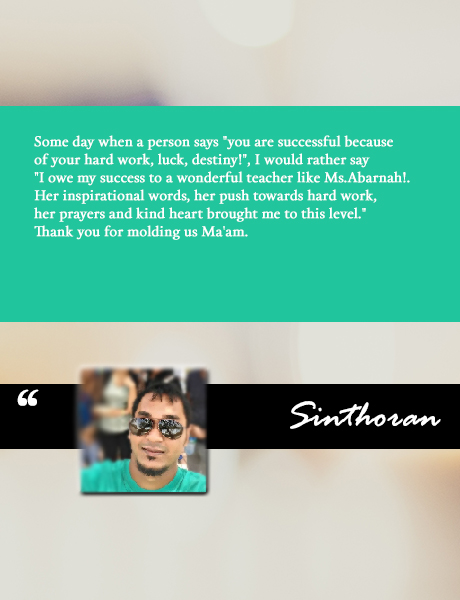 Some day when a person says "you are successful because
of your hard work, luck, destiny!", I would rather say
"I owe my success to a wonderful teacher like Ms.Abarnah!.
Her inspirational words, her push towards hard work,
her prayers and kind heart brought me to this level."
Thank you for molding us Ma'am.
“
Sinthoran